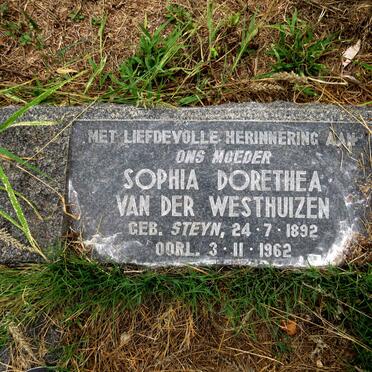 MET LIEFDEVOLLE HERINNERING AAN
ONS MOEDER
SOPHIA DORETHEA
VAN DER WESTHUIZEN
GEB. STEYN, 24·7·1892
OORL. 3·11·1962